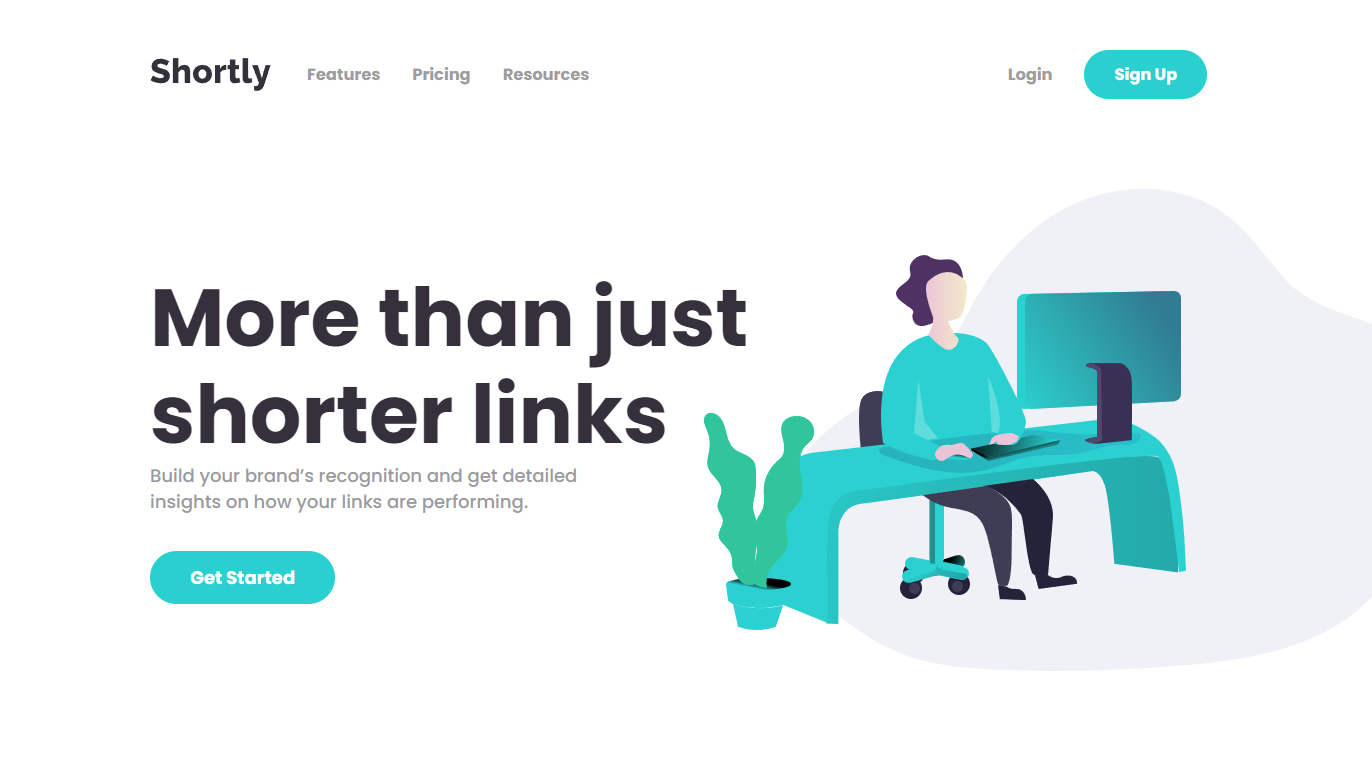 Shortly
Features
Pricing
Resources
Login
Sign Up
More than just
shorter links
Build your brand’s recognition and get detailed
insights on how your links are performing.
Get Started